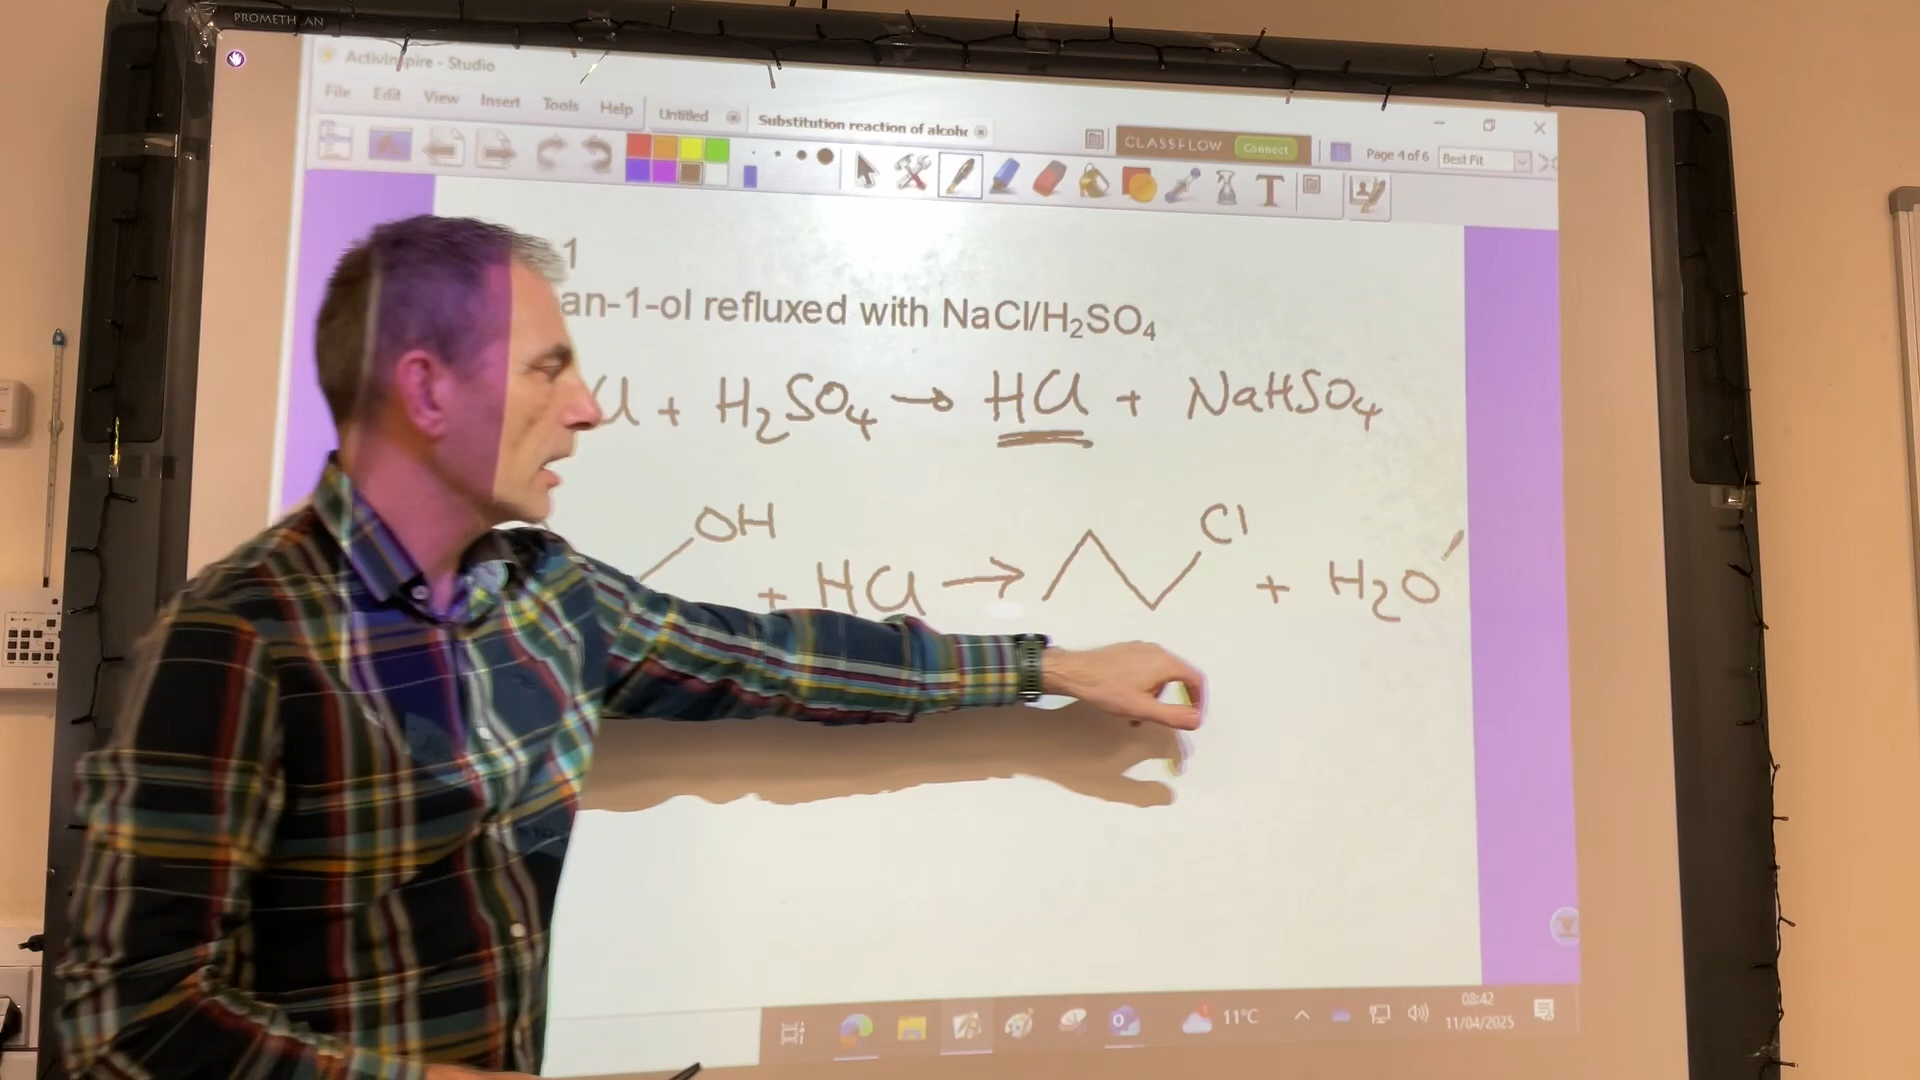 PROMETHEAN
ActivInspire - Studio
File Edit View Insert Tools Help
Untitled Substitution reaction of alcoho
CLASSFLOW Connect Page 4 of 6 Best Fit
T
1
an-1-ol refluxed with NaCl/H₂SO₄
Cl + H₂SO₄ → HCl + NaHSO₄
OH Cl
+ HCl → + H₂O
11°C 08:42
11/04/2025